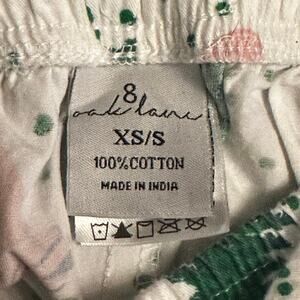 8
oak lane
XS/S
100%COTTON
MADE IN INDIA